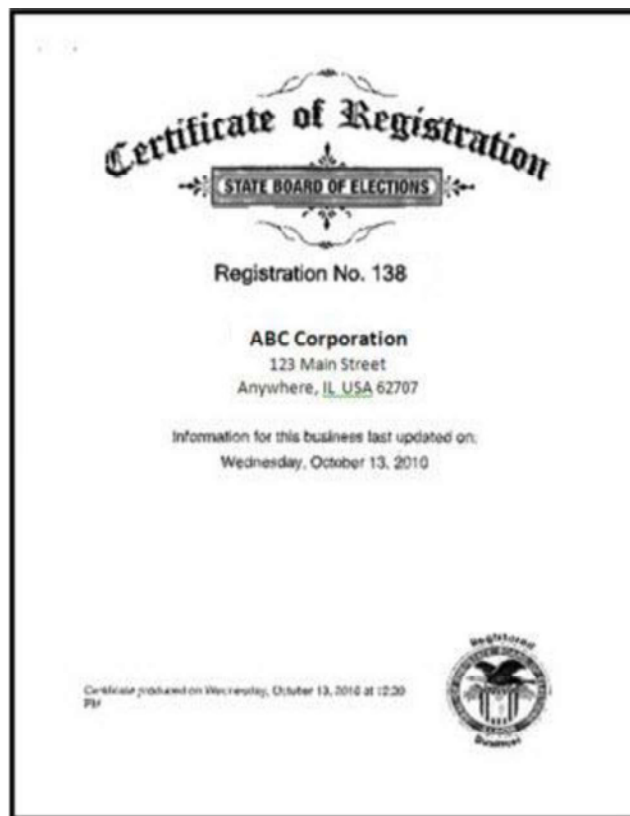 Certificate of Registration
STATE BOARD OF ELECTIONS
Registration No. 138
ABC Corporation
123 Main Street
Anywhere, IL USA 62707
Information for this business last updated on:
Wednesday, October 13, 2010
Certificate produced on Wednesday, October 13, 2010 at 12:30
PM
Registered
Business